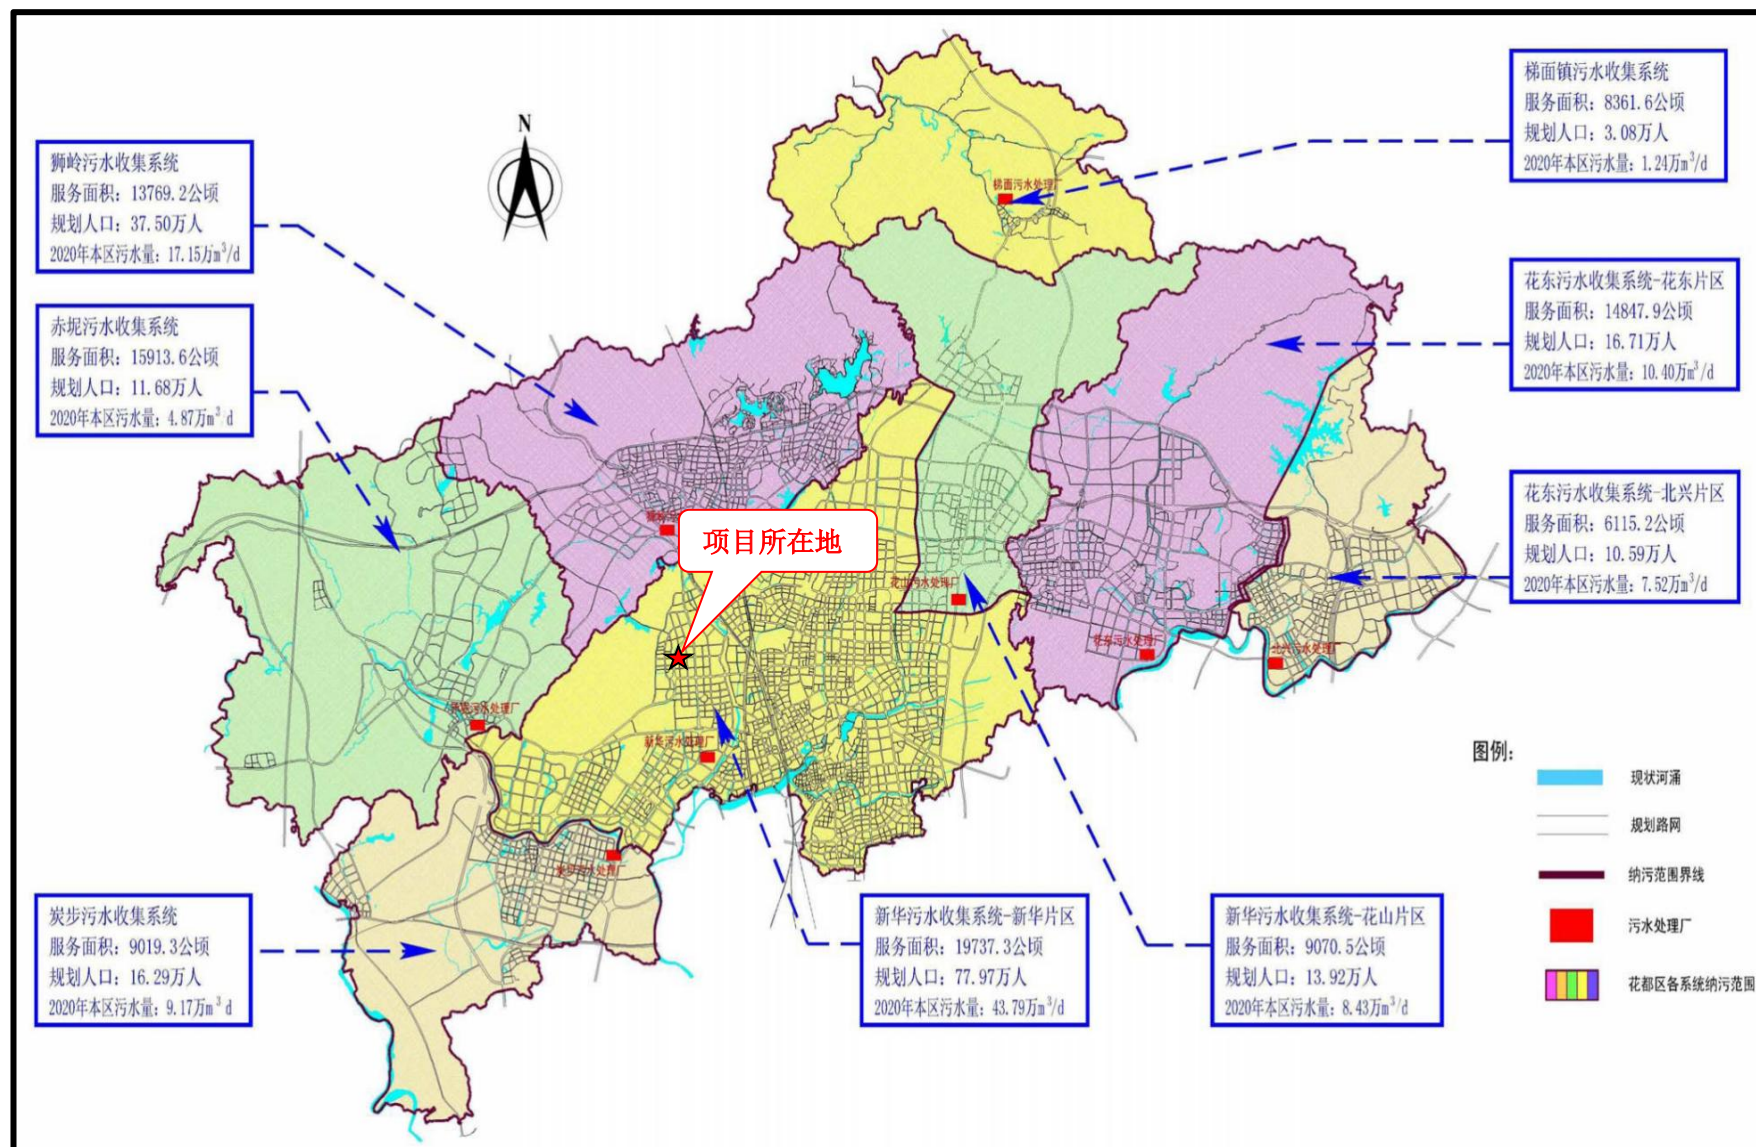 N
梯面镇污水收集系统
服务面积：8361.6公顷
规划人口：3.08万人
2020年本区污水量：1.24万m³/d
狮岭污水收集系统
服务面积：13769.2公顷
规划人口：37.50万人
2020年本区污水量：17.15万m³/d
梯面污水处理厂
花东污水收集系统-花东片区
服务面积：14847.9公顷
规划人口：16.71万人
2020年本区污水量：10.40万m³/d
赤坭污水收集系统
服务面积：15913.6公顷
规划人口：11.68万人
2020年本区污水量：4.87万m³/d
花东污水收集系统-北兴片区
服务面积：6115.2公顷
规划人口：10.59万人
2020年本区污水量：7.52万m³/d
项目所在地
花山污水处理厂
花东污水处理厂
北兴污水处理厂
新华污水处理厂
图例：
现状河涌
规划路网
纳污范围界线
污水处理厂
花都区各系统纳污范围
炭步污水收集系统
服务面积：9019.3公顷
规划人口：16.29万人
2020年本区污水量：9.17万m³/d
新华污水收集系统-新华片区
服务面积：19737.3公顷
规划人口：77.97万人
2020年本区污水量：43.79万m³/d
新华污水收集系统-花山片区
服务面积：9070.5公顷
规划人口：13.92万人
2020年本区污水量：8.43万m³/d